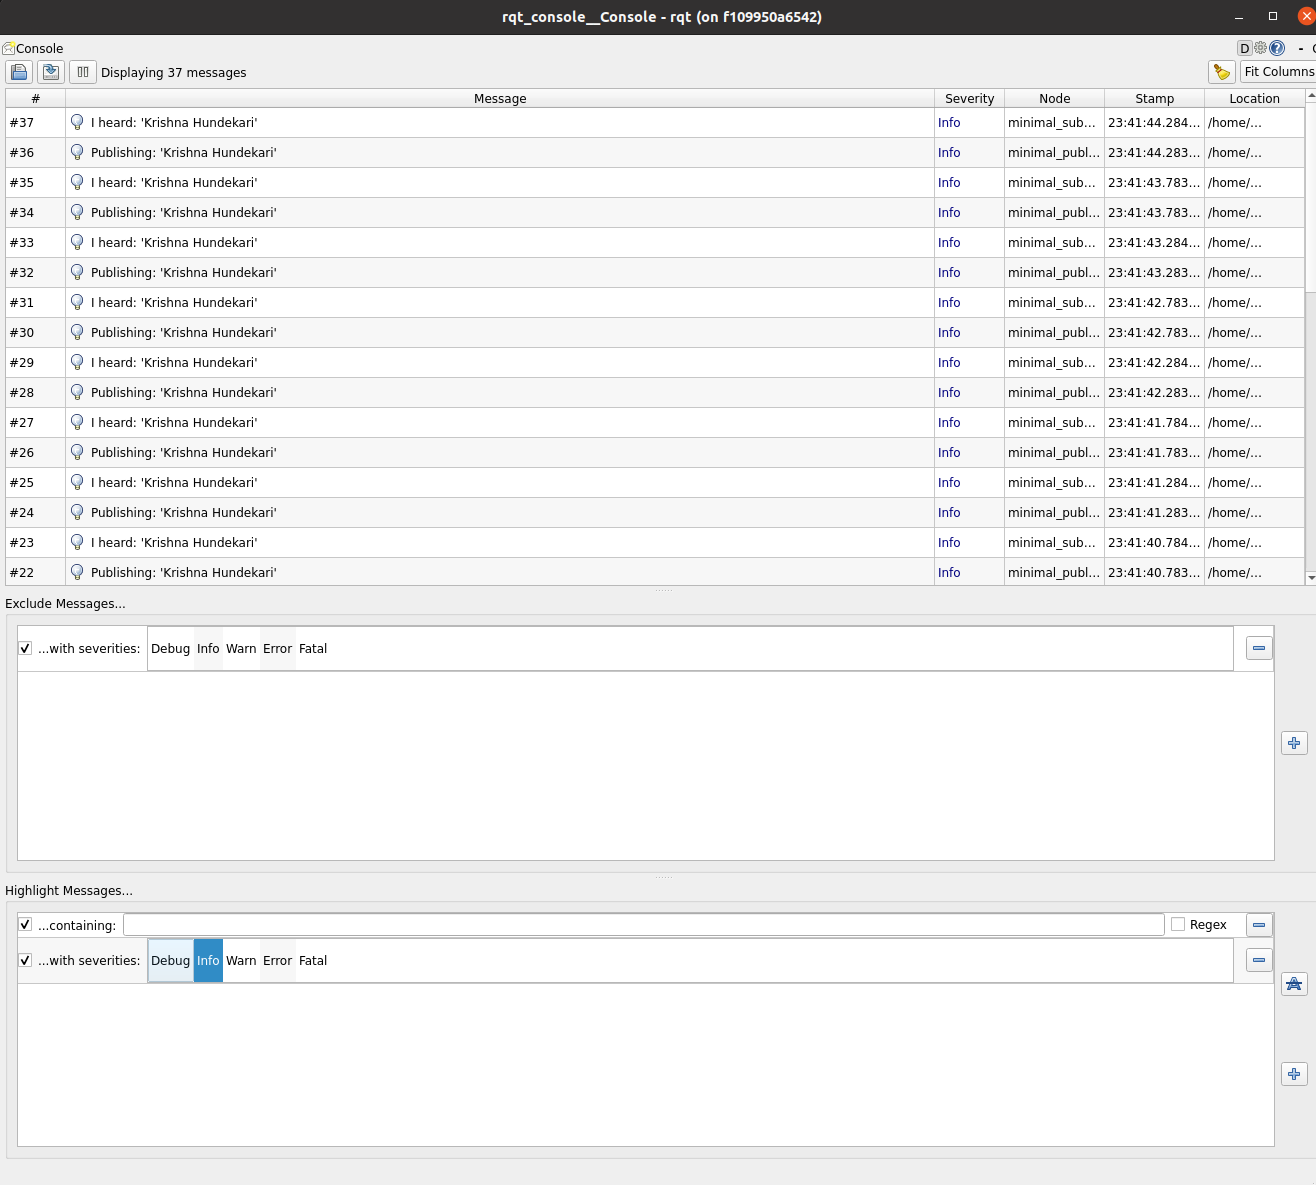 rqt_console__Console - rqt (on f109950a6542)
Console D -
Displaying 37 messages Fit Columns
# Message Severity Node Stamp Location
#37 I heard: 'Krishna Hundekari' Info minimal_sub... 23:41:44.284... /home/...
#36 Publishing: 'Krishna Hundekari' Info minimal_publ... 23:41:44.283... /home/...
#35 I heard: 'Krishna Hundekari' Info minimal_sub... 23:41:43.783... /home/...
#34 Publishing: 'Krishna Hundekari' Info minimal_publ... 23:41:43.783... /home/...
#33 I heard: 'Krishna Hundekari' Info minimal_sub... 23:41:43.284... /home/...
#32 Publishing: 'Krishna Hundekari' Info minimal_publ... 23:41:43.283... /home/...
#31 I heard: 'Krishna Hundekari' Info minimal_sub... 23:41:42.783... /home/...
#30 Publishing: 'Krishna Hundekari' Info minimal_publ... 23:41:42.783... /home/...
#29 I heard: 'Krishna Hundekari' Info minimal_sub... 23:41:42.284... /home/...
#28 Publishing: 'Krishna Hundekari' Info minimal_publ... 23:41:42.283... /home/...
#27 I heard: 'Krishna Hundekari' Info minimal_sub... 23:41:41.784... /home/...
#26 Publishing: 'Krishna Hundekari' Info minimal_publ... 23:41:41.783... /home/...
#25 I heard: 'Krishna Hundekari' Info minimal_sub... 23:41:41.284... /home/...
#24 Publishing: 'Krishna Hundekari' Info minimal_publ... 23:41:41.283... /home/...
#23 I heard: 'Krishna Hundekari' Info minimal_sub... 23:41:40.784... /home/...
#22 Publishing: 'Krishna Hundekari' Info minimal_publ... 23:41:40.783... /home/...
Exclude Messages...
...with severities: Debug Info Warn Error Fatal
Highlight Messages...
...containing: Regex
...with severities: Debug Info Warn Error Fatal